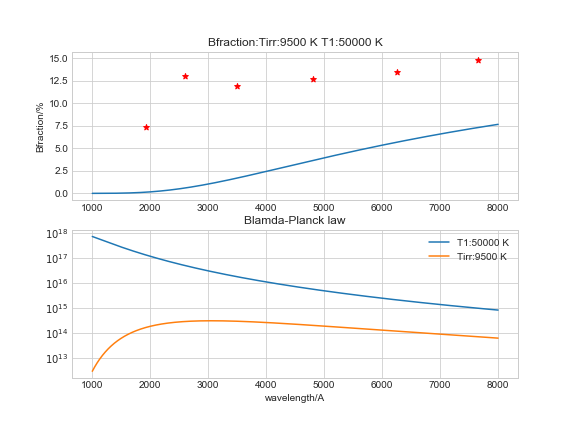 Bfraction:Tirr:9500 K T1:50000 K
Bfraction/%
15.0
12.5
10.0
7.5
5.0
2.5
0.0
1000 2000 3000 4000 5000 6000 7000 8000
Blamda-Planck law
10^18
10^17
10^16
10^15
10^14
10^13
T1:50000 K
Tirr:9500 K
1000 2000 3000 4000 5000 6000 7000 8000
wavelength/A